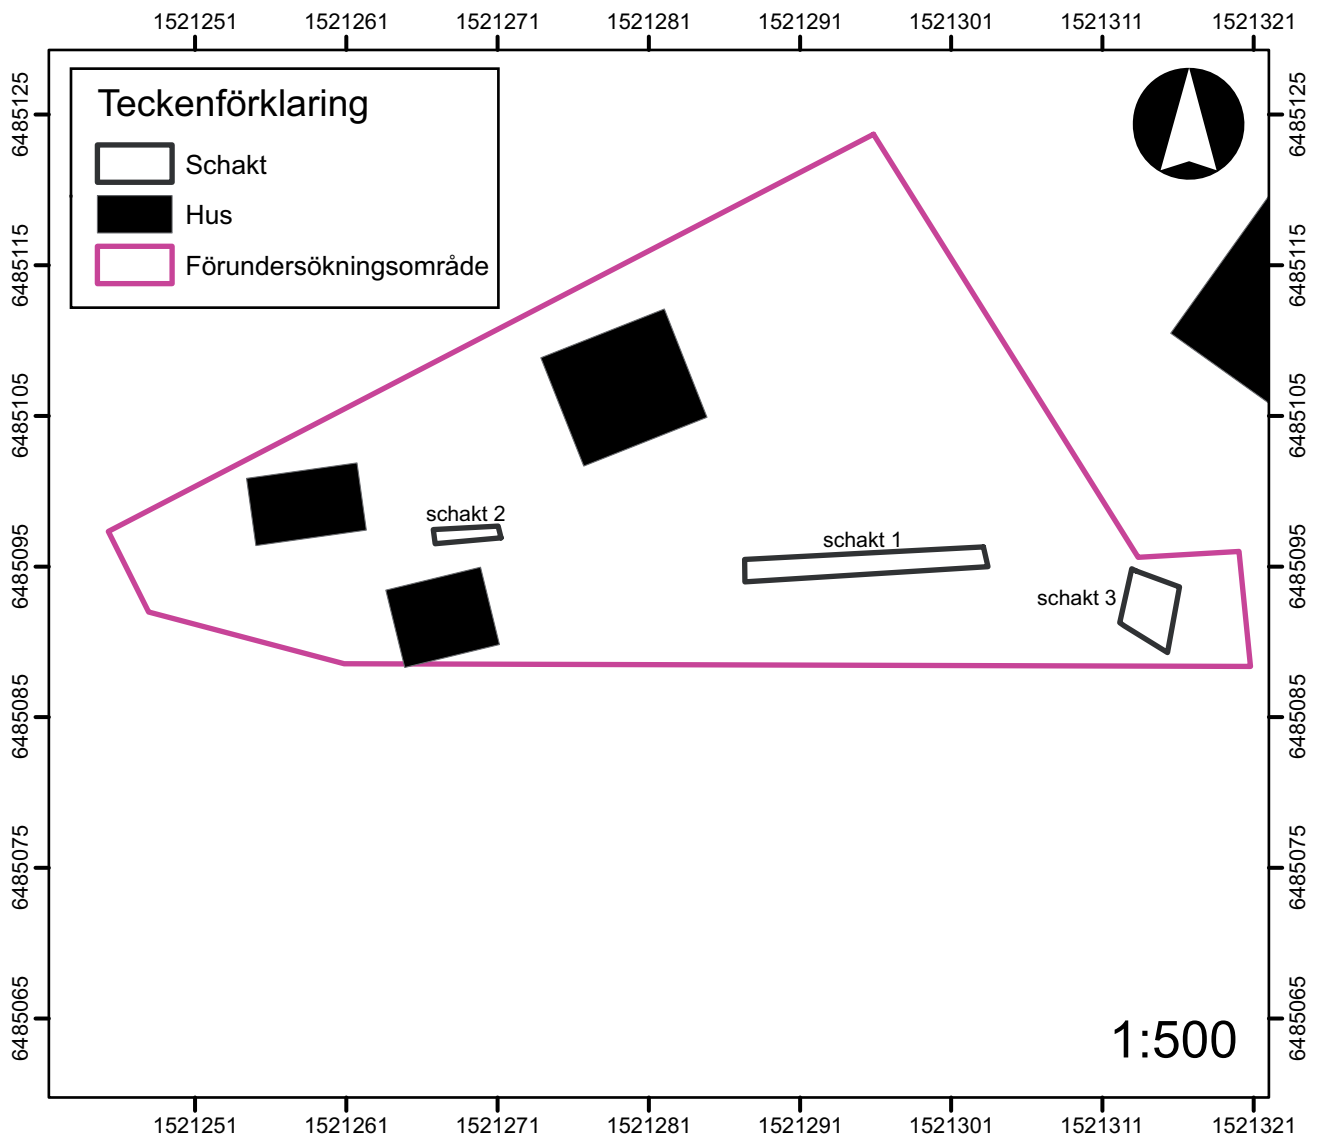 1521251 1521261 1521271 1521281 1521291 1521301 1521311 1521321
Teckenförklaring
Schakt
Hus
Förundersökningsområde
6485125
6485115
6485105
6485095
6485085
6485075
6485065
6485125
6485115
6485105
6485095
6485085
6485075
6485065
schakt 2
schakt 1
schakt 3
1:500
1521251 1521261 1521271 1521281 1521291 1521301 1521311 1521321